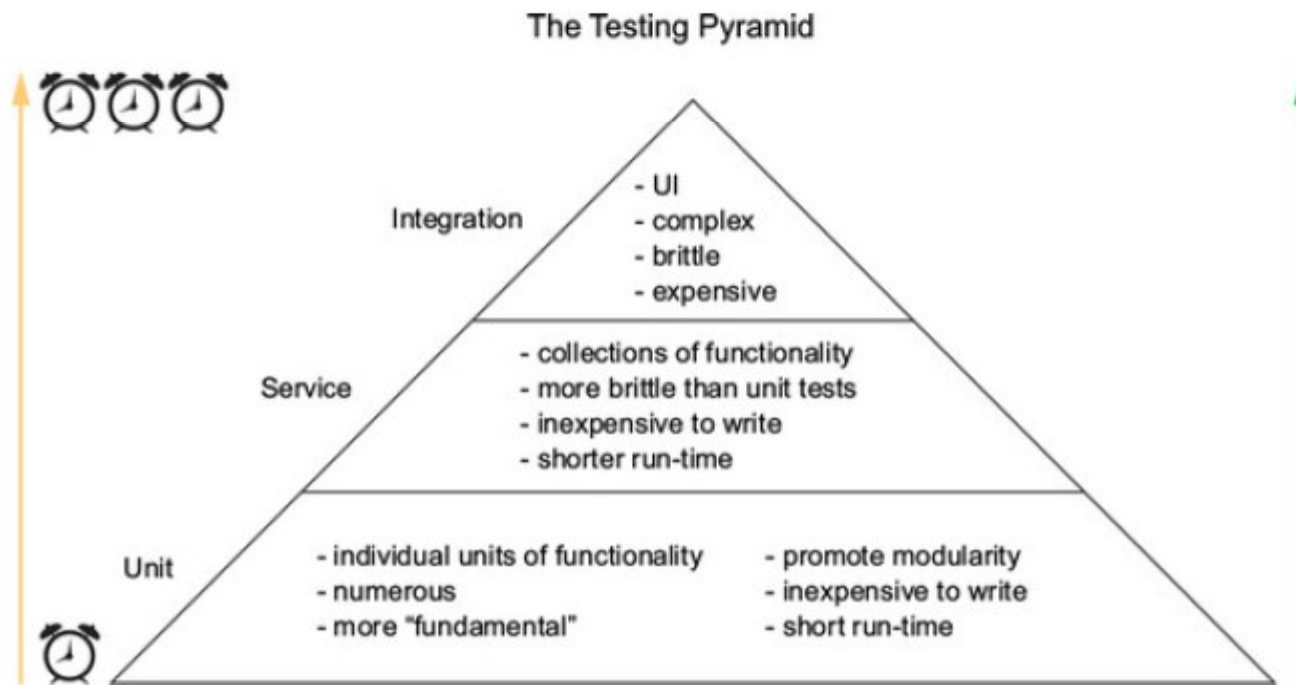 The Testing Pyramid
Integration
- UI
- complex
- brittle
- expensive
Service
- collections of functionality
- more brittle than unit tests
- inexpensive to write
- shorter run-time
Unit
- individual units of functionality
- numerous
- more “fundamental”
- promote modularity
- inexpensive to write
- short run-time